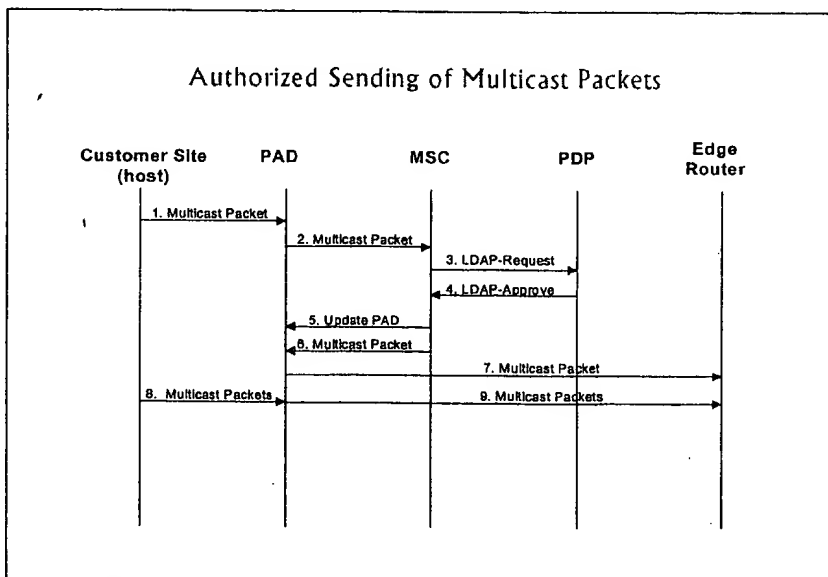 Authorized Sending of Multicast Packets
Customer Site
(host)
PAD
MSC
PDP
Edge
Router
1. Multicast Packet
2. Multicast Packet
3. LDAP-Request
4. LDAP-Approve
5. Update PAD
6. Multicast Packet
7. Multicast Packet
8. Multicast Packets
9. Multicast Packets